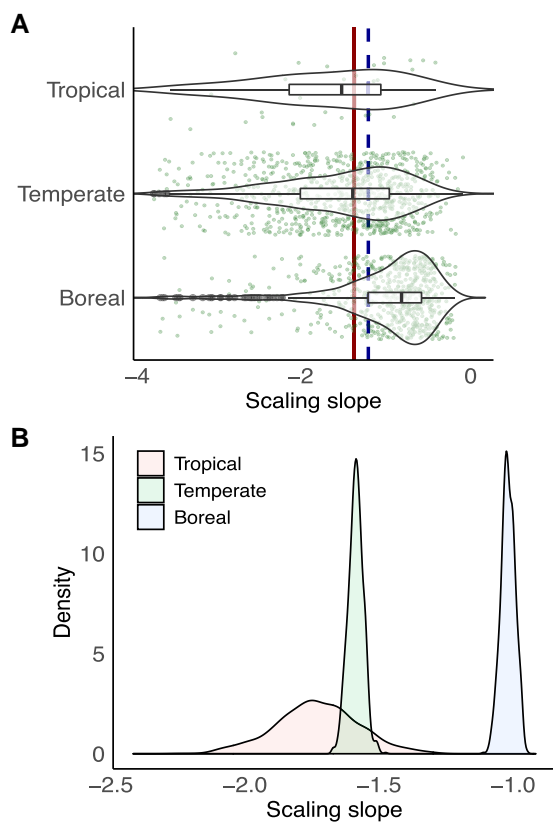 A
Tropical
Temperate
Boreal
−4 −2 0
Scaling slope
B
15
10
5
0
Density
Tropical
Temperate
Boreal
−2.5 −2.0 −1.5 −1.0
Scaling slope